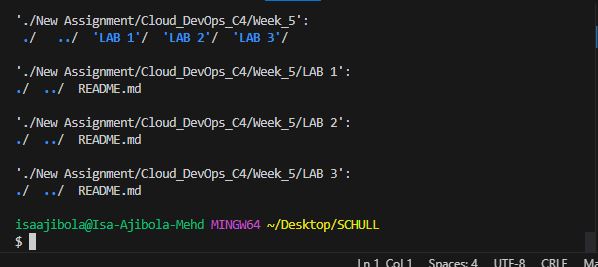 './New Assignment/Cloud_DevOps_C4/Week_5':
./ ../ 'LAB 1'/ 'LAB 2'/ 'LAB 3'/
'./New Assignment/Cloud_DevOps_C4/Week_5/LAB 1':
./ ../ README.md
'./New Assignment/Cloud_DevOps_C4/Week_5/LAB 2':
./ ../ README.md
'./New Assignment/Cloud_DevOps_C4/Week_5/LAB 3':
./ ../ README.md
isaajibola@Isa-Ajibola-Mehd MINGW64 ~/Desktop/SCHULL
$
Ln 1, Col 1 Spaces: 4 UTF-8 CRLF